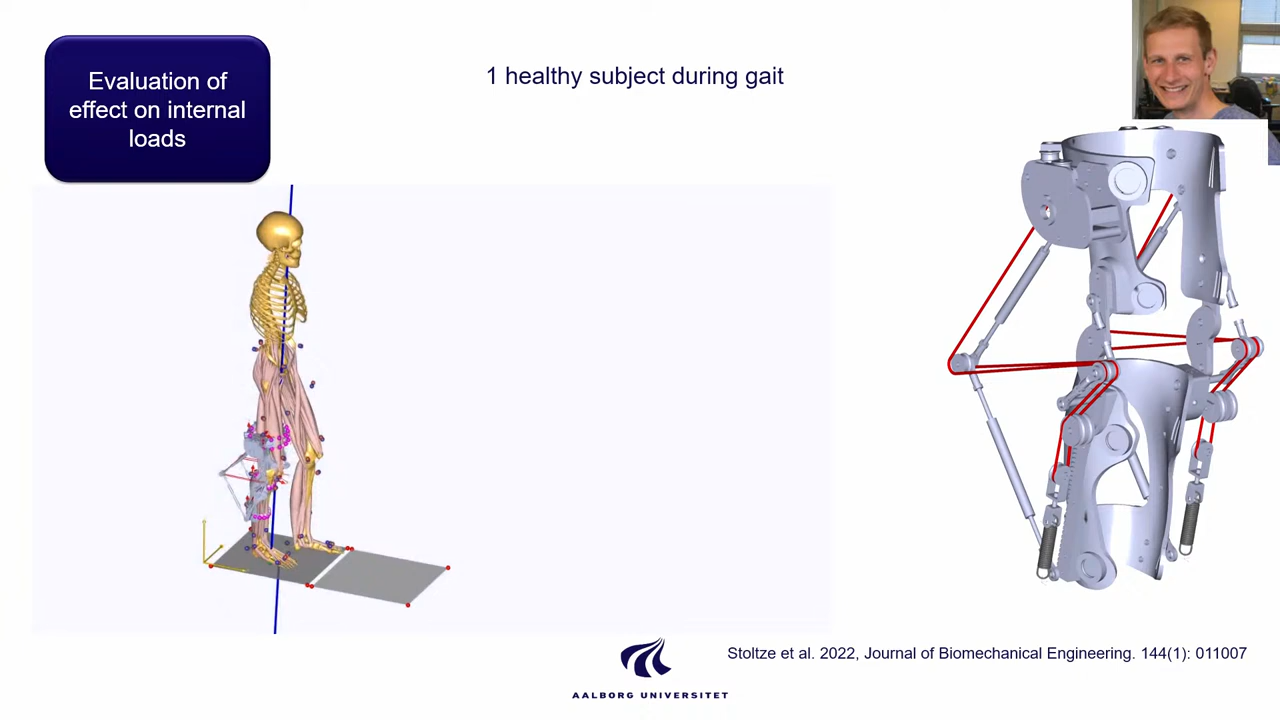 Evaluation of
effect on internal
loads
1 healthy subject during gait
Stoltze et al. 2022, Journal of Biomechanical Engineering. 144(1): 011007
AALBORG UNIVERSITET